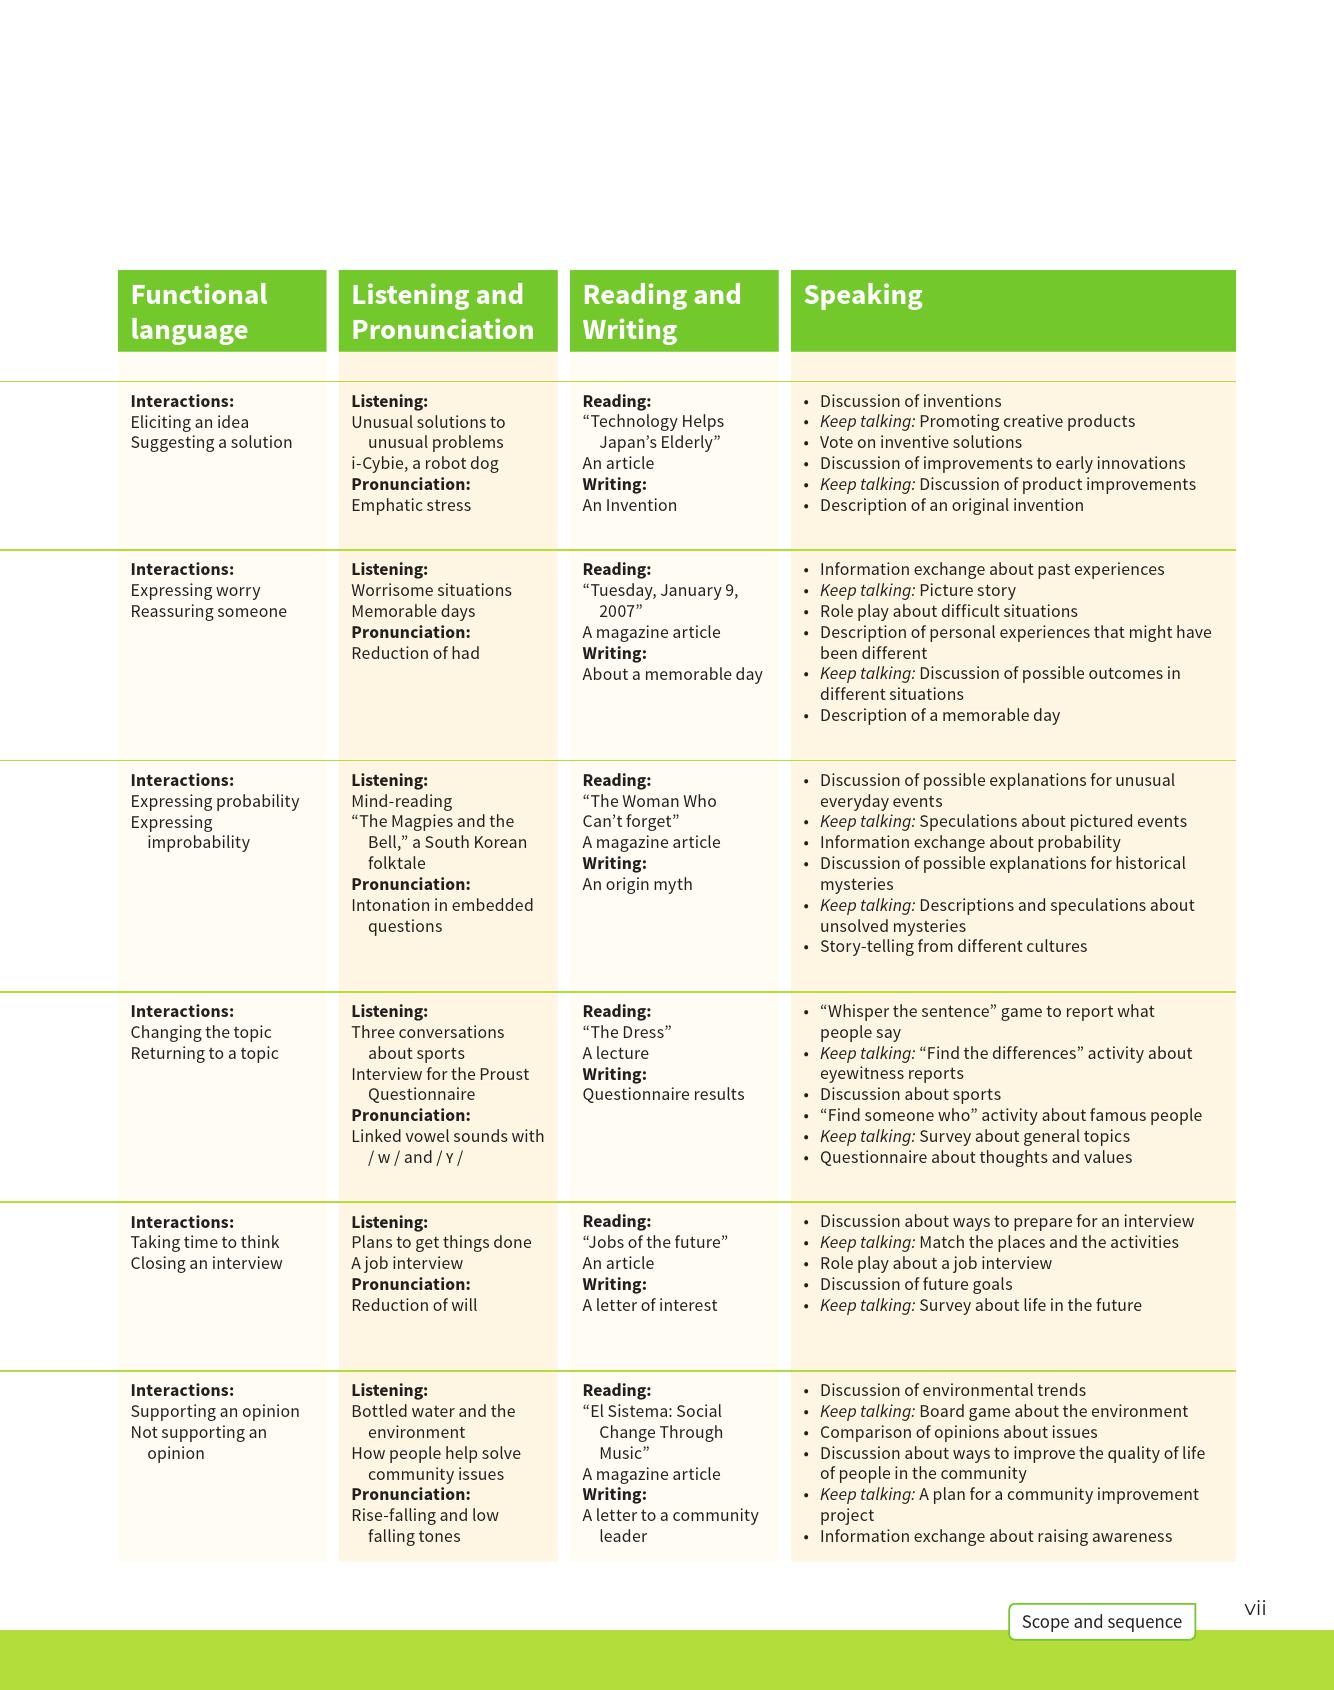 Functional
language
Listening and
Pronunciation
Reading and
Writing
Speaking
Interactions:
Eliciting an idea
Suggesting a solution
Listening:
Unusual solutions to
unusual problems
i-Cybie, a robot dog
Pronunciation:
Emphatic stress
Reading:
“Technology Helps
Japan’s Elderly”
An article
Writing:
An Invention
• Discussion of inventions
• Keep talking: Promoting creative products
• Vote on inventive solutions
• Discussion of improvements to early innovations
• Keep talking: Discussion of product improvements
• Description of an original invention
Interactions:
Expressing worry
Reassuring someone
Listening:
Worrisome situations
Memorable days
Pronunciation:
Reduction of had
Reading:
“Tuesday, January 9,
2007”
A magazine article
Writing:
About a memorable day
• Information exchange about past experiences
• Keep talking: Picture story
• Role play about difficult situations
• Description of personal experiences that might have
been different
• Keep talking: Discussion of possible outcomes in
different situations
• Description of a memorable day
Interactions:
Expressing probability
Expressing
improbability
Listening:
Mind-reading
“The Magpies and the
Bell,” a South Korean
folktale
Pronunciation:
Intonation in embedded
questions
Reading:
“The Woman Who
Can’t forget”
A magazine article
Writing:
An origin myth
• Discussion of possible explanations for unusual
everyday events
• Keep talking: Speculations about pictured events
• Information exchange about probability
• Discussion of possible explanations for historical
mysteries
• Keep talking: Descriptions and speculations about
unsolved mysteries
• Story-telling from different cultures
Interactions:
Changing the topic
Returning to a topic
Listening:
Three conversations
about sports
Interview for the Proust
Questionnaire
Pronunciation:
Linked vowel sounds with
/ w / and / ʏ /
Reading:
“The Dress”
A lecture
Writing:
Questionnaire results
• “Whisper the sentence” game to report what
people say
• Keep talking: “Find the differences” activity about
eyewitness reports
• Discussion about sports
• “Find someone who” activity about famous people
• Keep talking: Survey about general topics
• Questionnaire about thoughts and values
Interactions:
Taking time to think
Closing an interview
Listening:
Plans to get things done
A job interview
Pronunciation:
Reduction of will
Reading:
“Jobs of the future”
An article
Writing:
A letter of interest
• Discussion about ways to prepare for an interview
• Keep talking: Match the places and the activities
• Role play about a job interview
• Discussion of future goals
• Keep talking: Survey about life in the future
Interactions:
Supporting an opinion
Not supporting an
opinion
Listening:
Bottled water and the
environment
How people help solve
community issues
Pronunciation:
Rise-falling and low
falling tones
Reading:
“El Sistema: Social
Change Through
Music”
A magazine article
Writing:
A letter to a community
leader
• Discussion of environmental trends
• Keep talking: Board game about the environment
• Comparison of opinions about issues
• Discussion about ways to improve the quality of life
of people in the community
• Keep talking: A plan for a community improvement
project
• Information exchange about raising awareness
Scope and sequence
vii